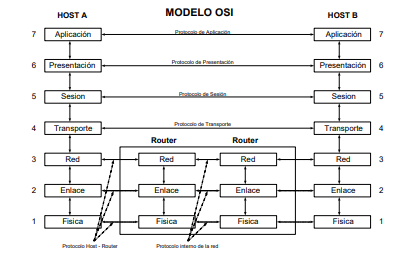 HOST A MODELO OSI HOST B
7 Aplicación Protocolo de Aplicación Aplicación 7
6 Presentación Protocolo de Presentación Presentación 6
5 Sesion Protocolo de Sesión Sesion 5
4 Transporte Protocolo de Transporte Transporte 4
Router Router
3 Red Red Red Red 3
2 Enlace Enlace Enlace Enlace 2
1 Fisica Fisica Fisica Fisica 1
Protocolo Host - Router Protocolo interno de la red